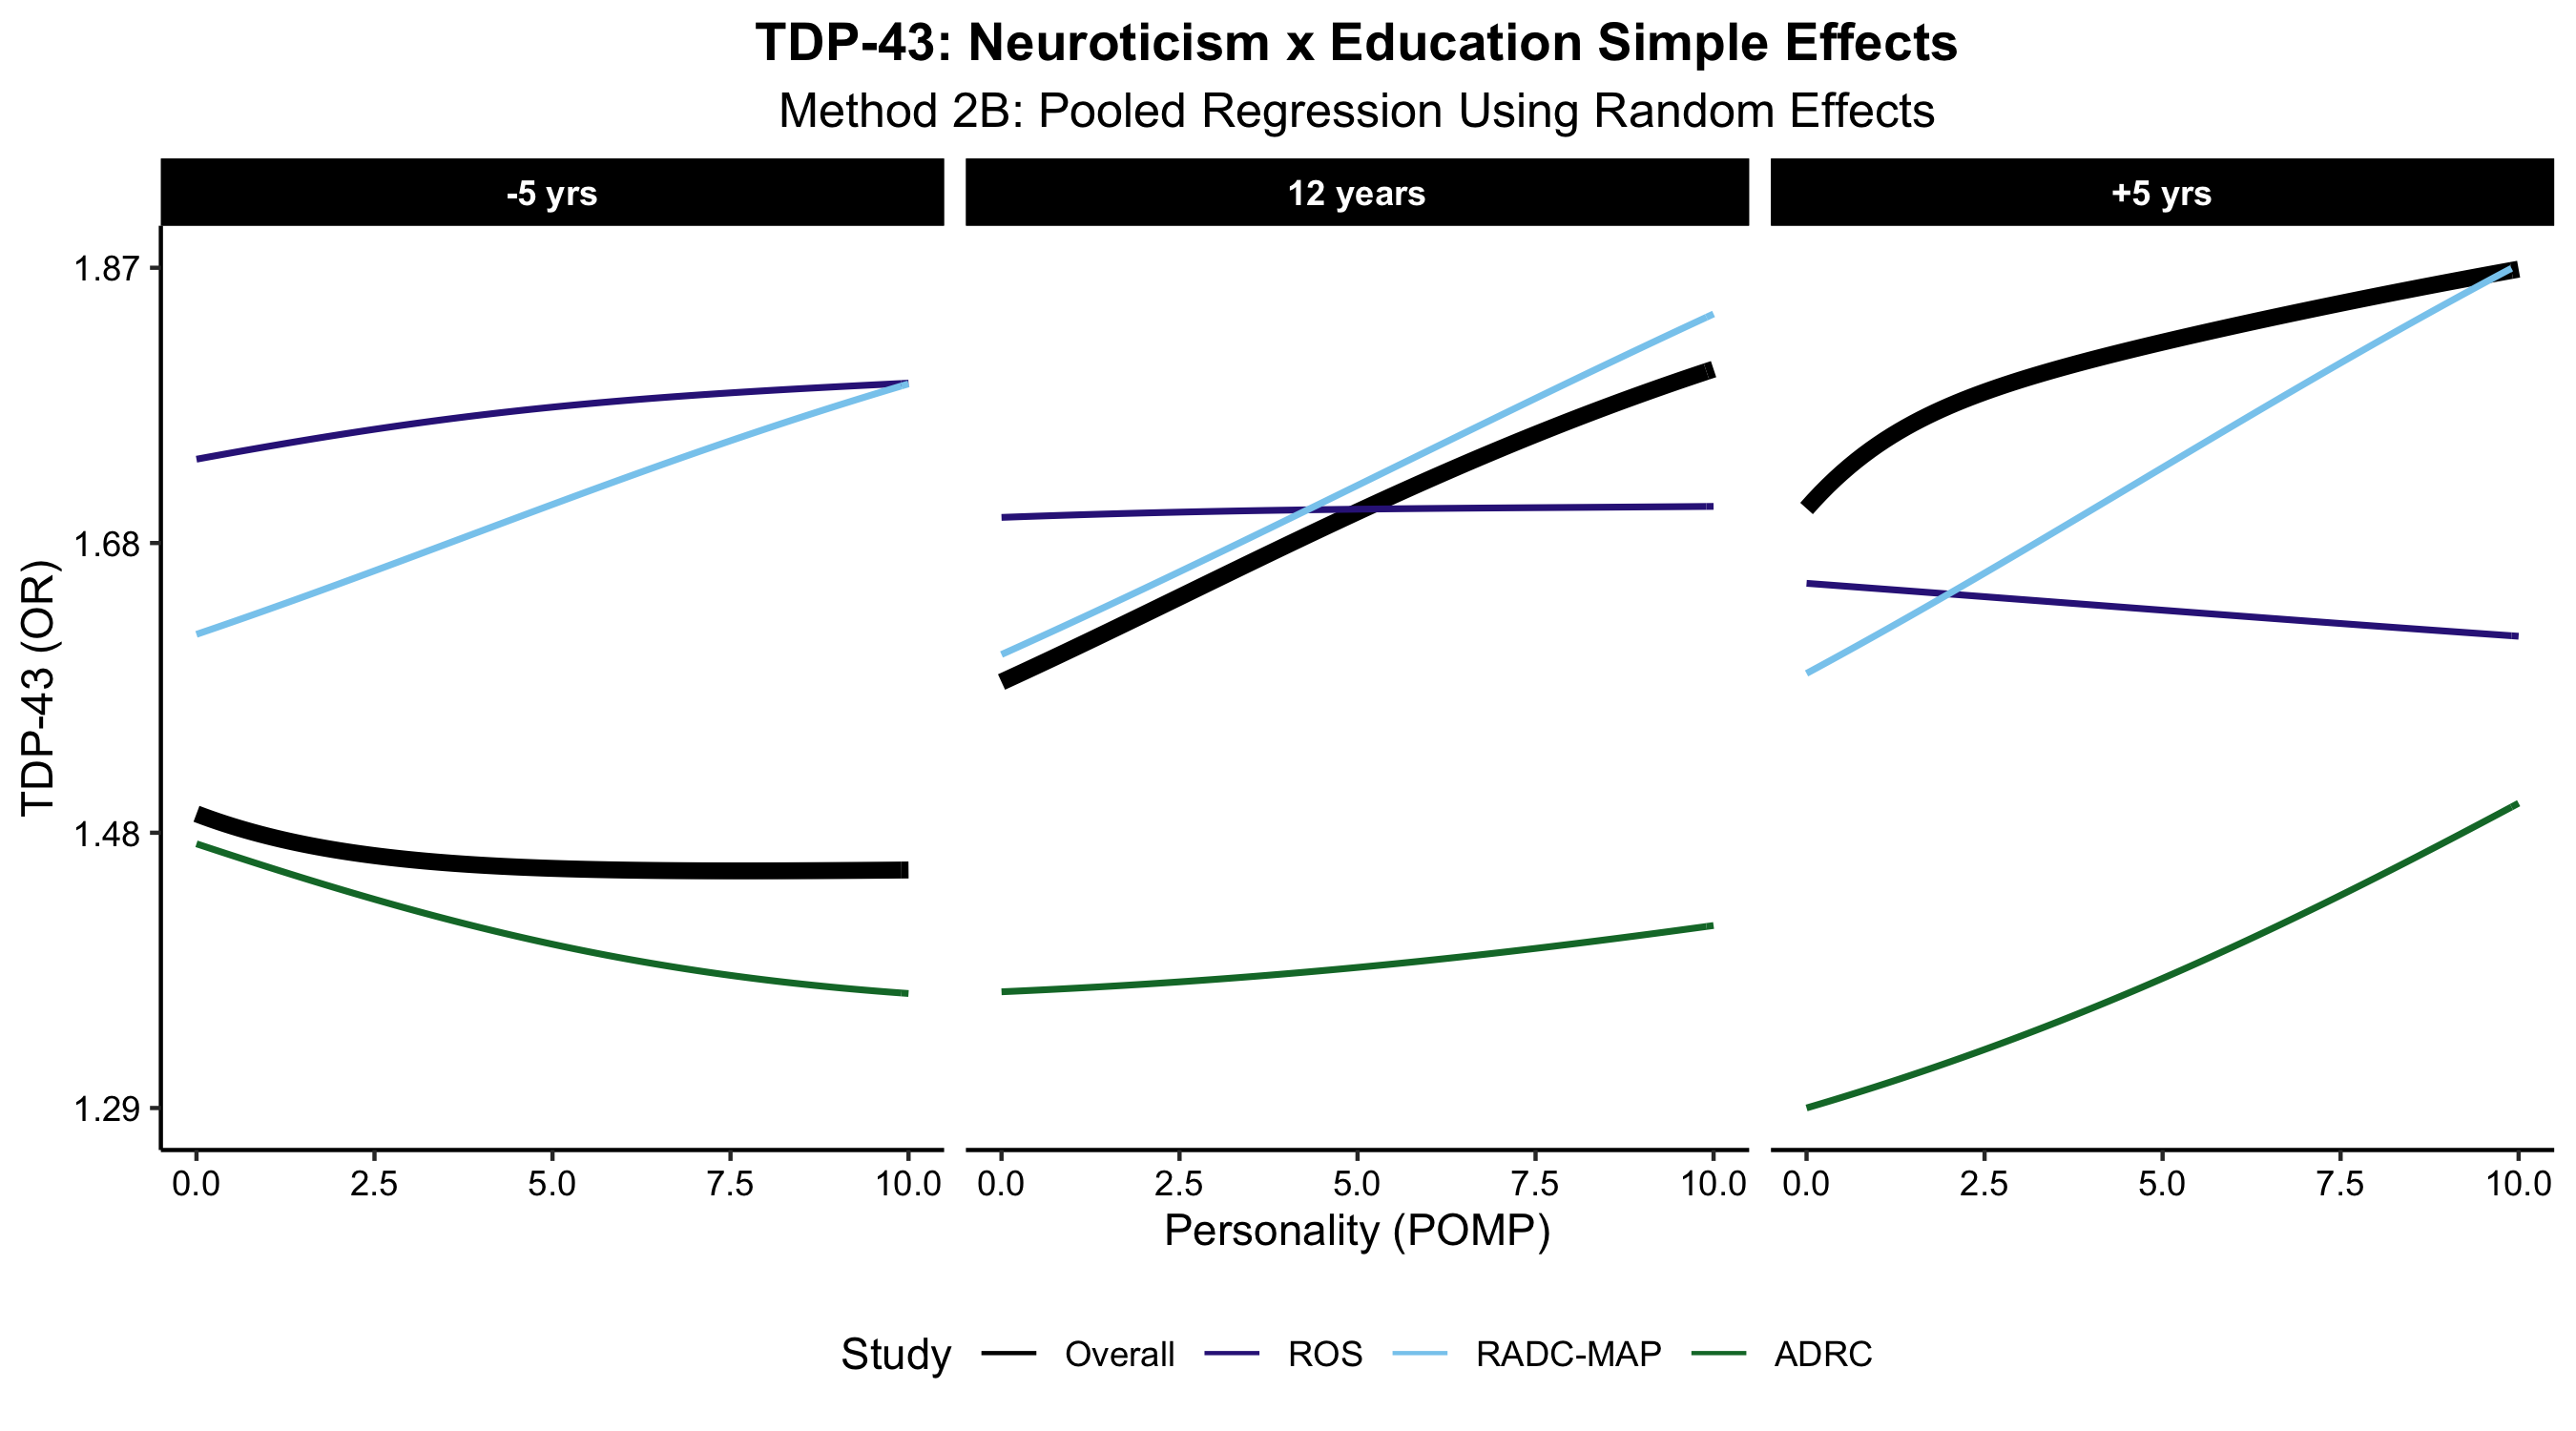 TDP-43: Neuroticism x Education Simple Effects
Method 2B: Pooled Regression Using Random Effects
-5 yrs 12 years +5 yrs
TDP-43 (OR)
1.87
1.68
1.48
1.29
0.0 2.5 5.0 7.5 10.0 0.0 2.5 5.0 7.5 10.0 0.0 2.5 5.0 7.5 10.0
Personality (POMP)
Study Overall ROS RADC-MAP ADRC